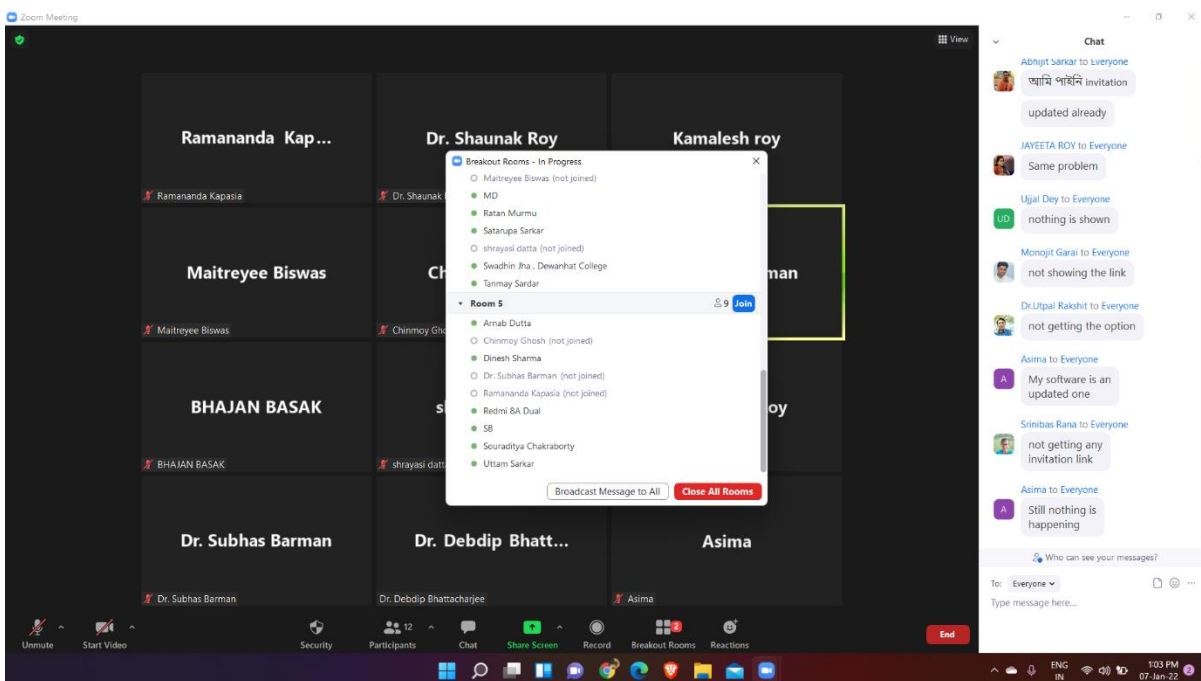 Zoom Meeting
View
Ramananda Kap...
Ramananda Kapasia
Dr. Shaunak Roy
Dr. Shaunak
Kamalesh roy
Maitreyee Biswas
Maitreyee Biswas
Ch
Chinmoy Gho
man
BHAJAN BASAK
BHAJAN BASAK
shrayasi datt
oy
Dr. Subhas Barman
Dr. Subhas Barman
Dr. Debdip Bhatt...
Dr. Debdip Bhattacharjee
Asima
Asima
Breakout Rooms - In Progress
Maitreyee Biswas (not joined)
MD
Ratan Murmu
Satarupa Sarkar
shrayasi datta (not joined)
Swadhin Jha , Dewanhat College
Tanmay Sardar
Room 5 9 Join
Arnab Dutta
Chinmoy Ghosh (not joined)
Dinesh Sharma
Dr. Subhas Barman (not joined)
Ramananda Kapasia (not joined)
Redmi 8A Dual
SB
Souraditya Chakraborty
Uttam Sarkar
Broadcast Message to All Close All Rooms
Chat
Abhijit Sarkar to Everyone
আমি পাইনি invitation
updated already
JAYEETA ROY to Everyone
Same problem
Ujjal Dey to Everyone
UD
nothing is shown
Monojit Garai to Everyone
not showing the link
Dr.Utpal Rakshit to Everyone
not getting the option
Asima to Everyone
A
My software is an
updated one
Srinibas Rana to Everyone
not getting any
invitation link
Asima to Everyone
A
Still nothing is
happening
Who can see your messages?
To: Everyone
Type message here...
Unmute Start Video Security Participants 12 Chat Share Screen Record Breakout Rooms 2 Reactions End
ENG
IN
1:03 PM
07-Jan-22
2